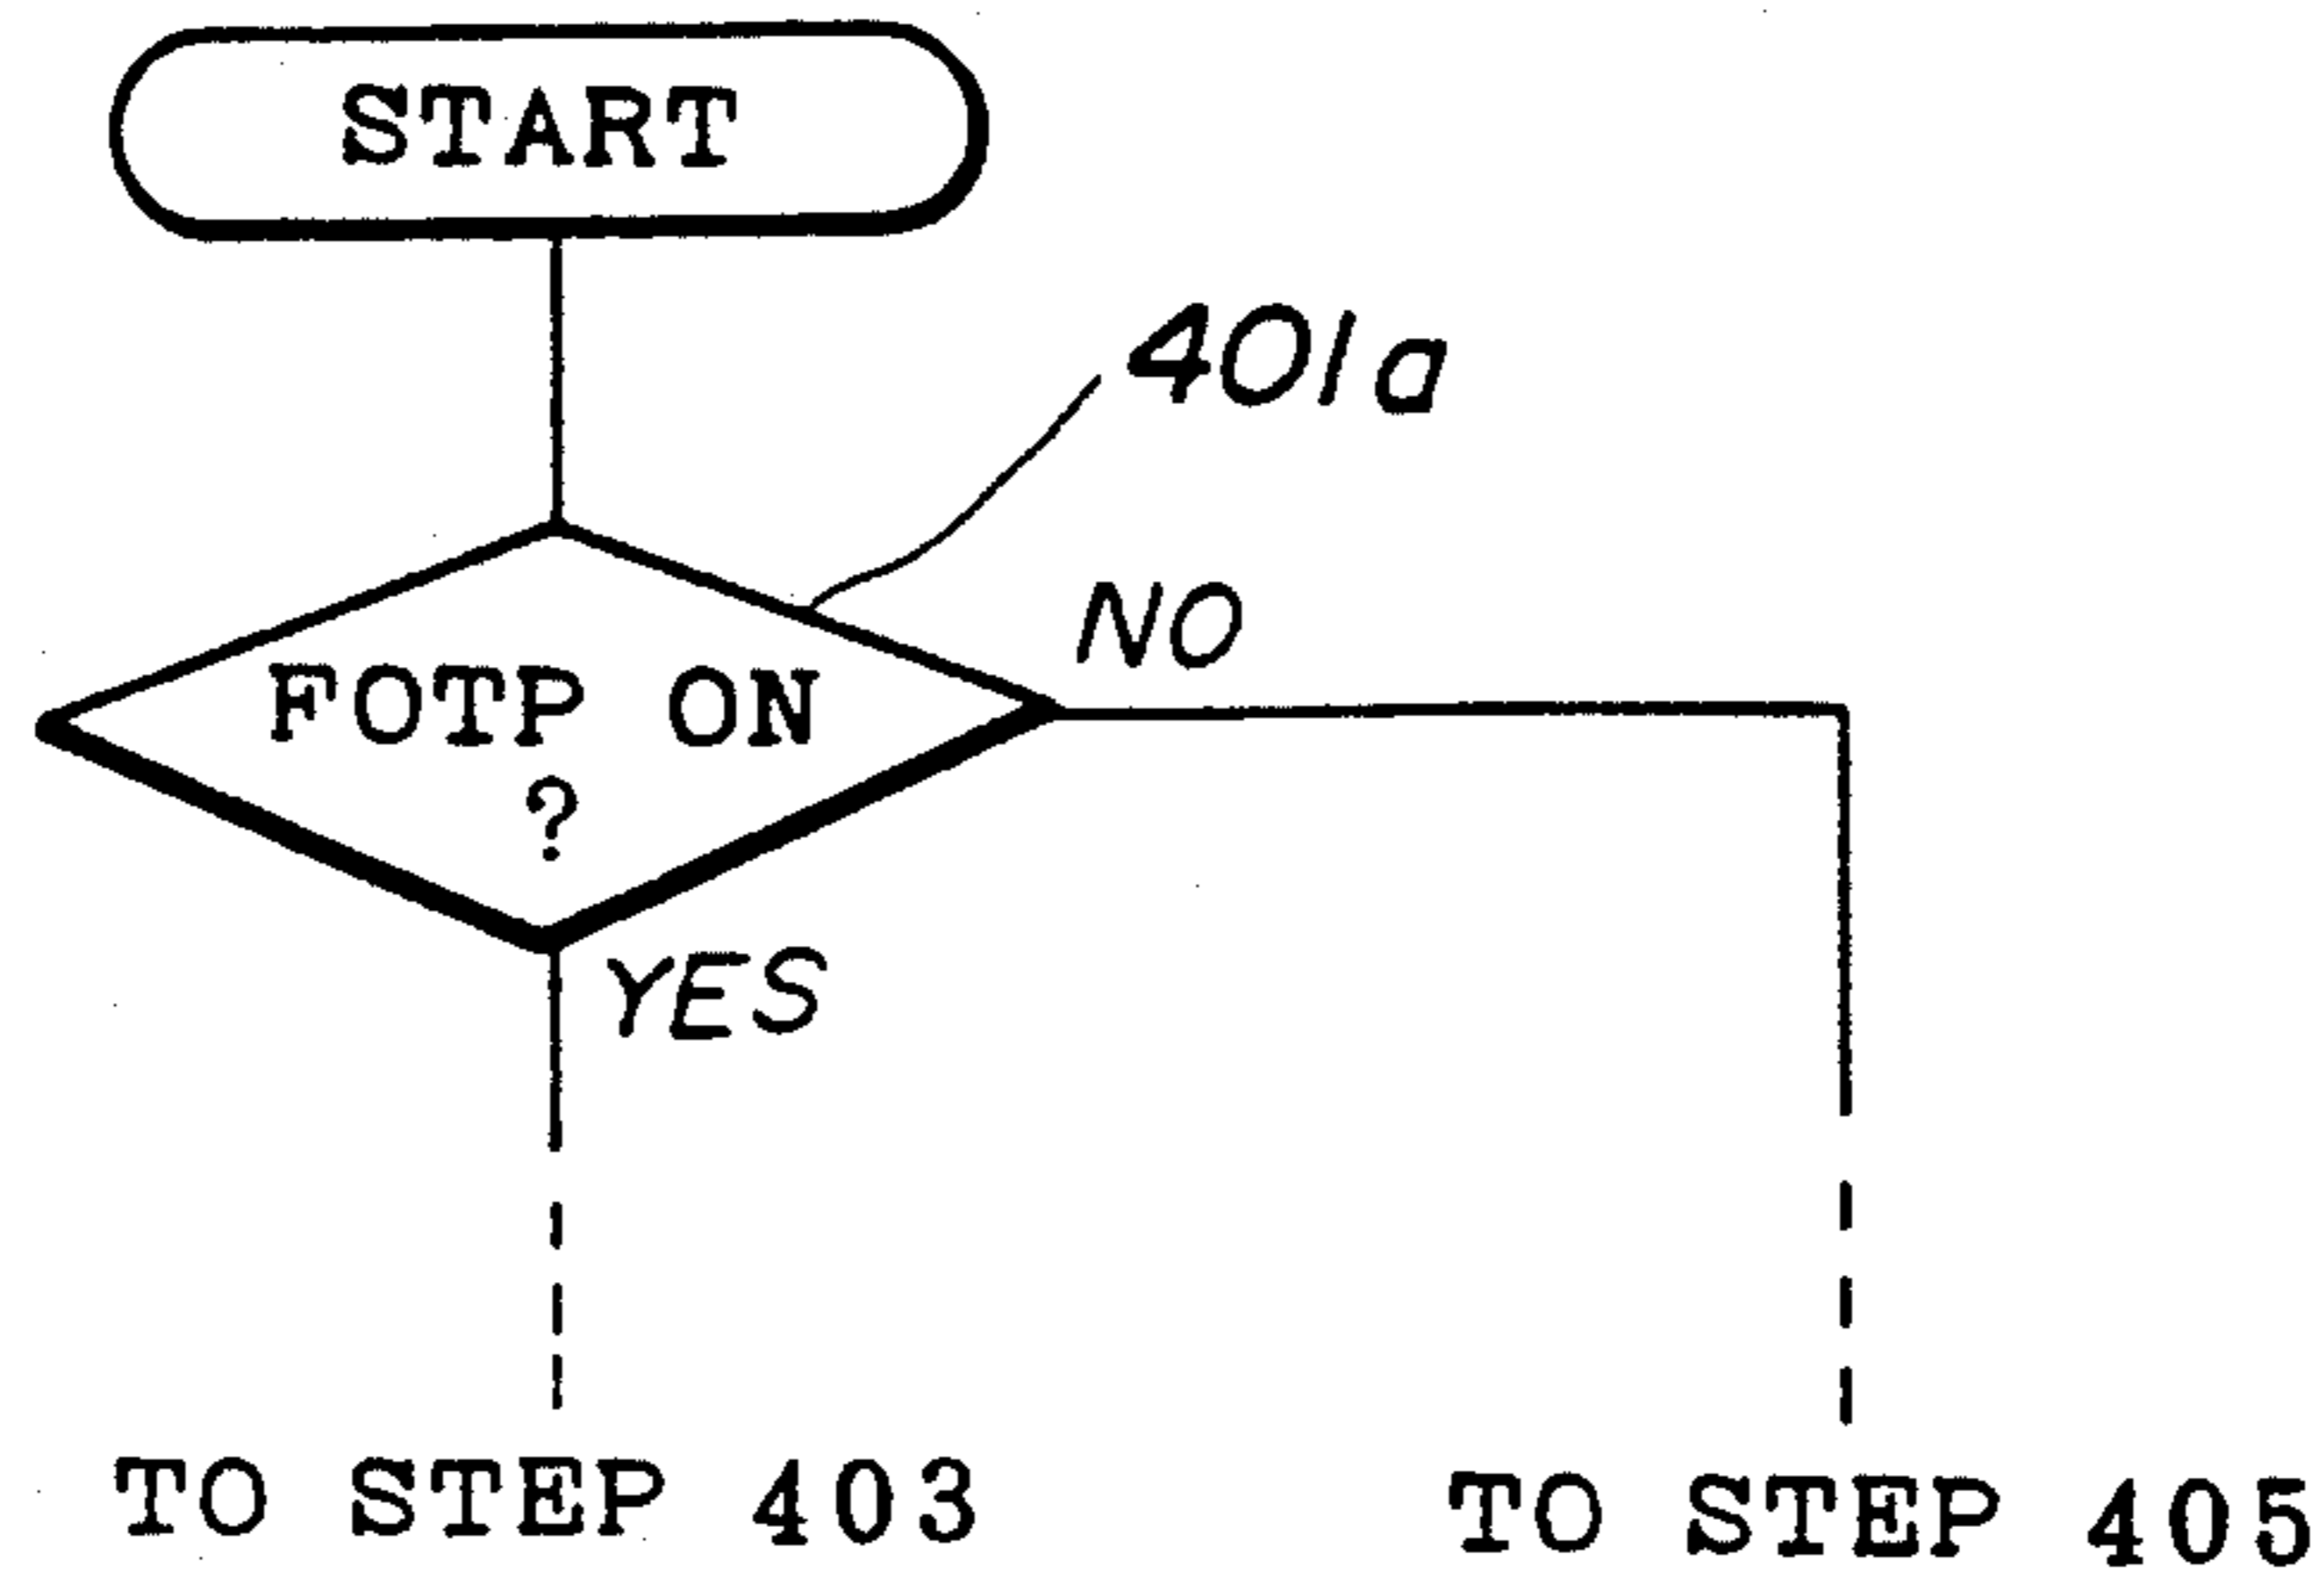 START
401a
NO
FOTP ON
?
YES
TO STEP 403
TO STEP 405